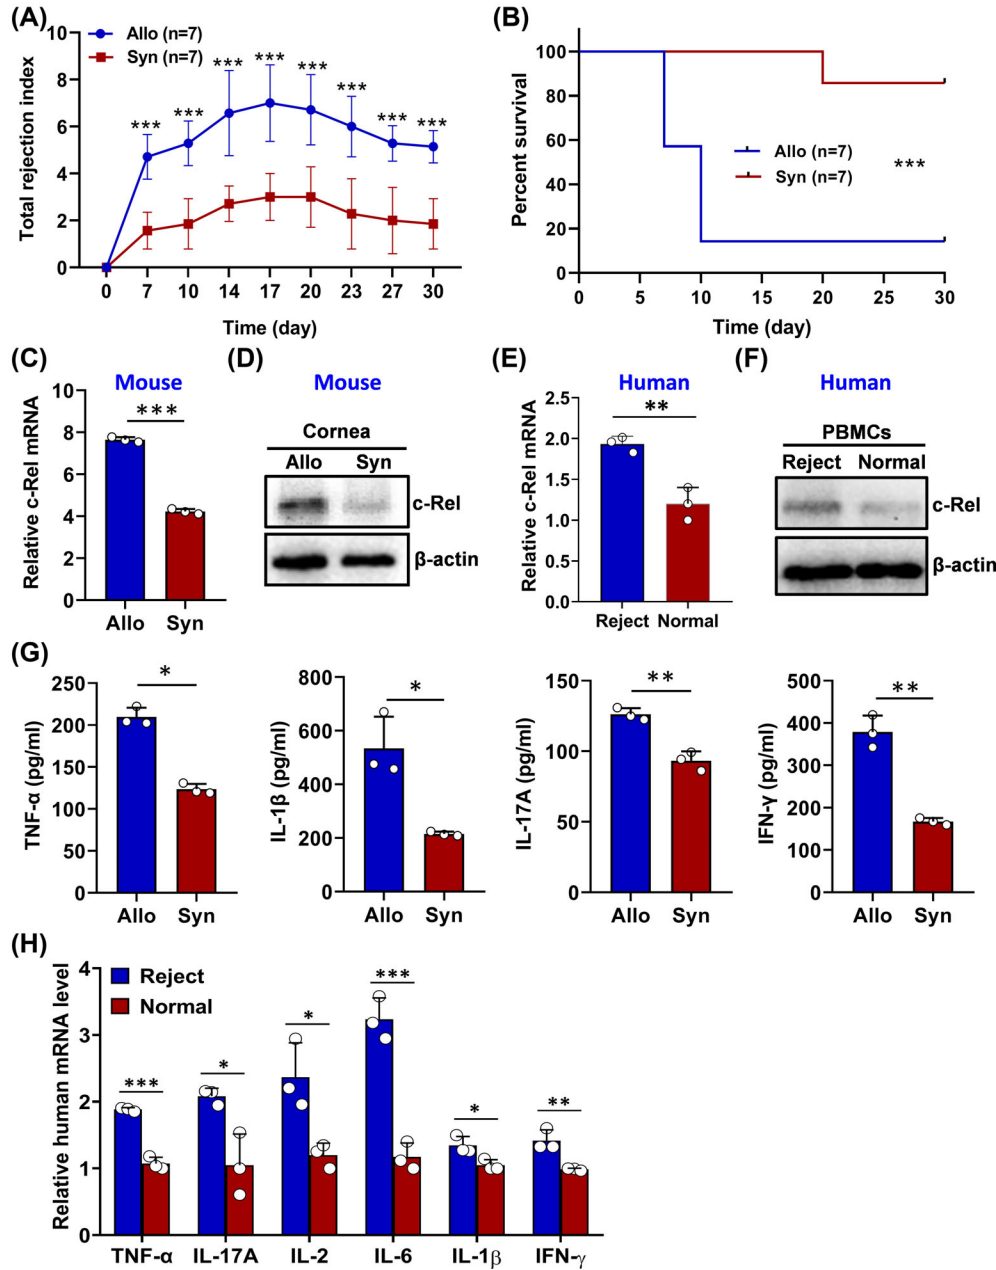 (A)
Allo (n=7)
Syn (n=7)
Total rejection index
10
8
6
4
2
0
*** *** *** *** *** *** *** ***
0 7 10 14 17 20 23 27 30
Time (day)
(B)
Percent survival
100
80
60
40
20
0
Allo (n=7)
Syn (n=7)
***
0 5 10 15 20 25 30
Time (day)
(C)
Mouse
Relative c-Rel mRNA
10
8
6
4
2
0
***
Allo Syn
(D)
Mouse
Cornea
Allo Syn
c-Rel
β-actin
(E)
Human
Relative c-Rel mRNA
2.5
2.0
1.5
1.0
0.5
0.0
**
Reject Normal
(F)
Human
PBMCs
Reject Normal
c-Rel
β-actin
(G)
TNF-α (pg/ml)
250
200
150
100
50
0
*
Allo Syn
IL-1β (pg/ml)
800
600
400
200
0
*
Allo Syn
IL-17A (pg/ml)
150
100
50
0
**
Allo Syn
IFN-γ (pg/ml)
500
400
300
200
100
0
**
Allo Syn
(H)
Relative human mRNA level
4
3
2
1
0
Reject
Normal
*** * * *** * **
TNF-α IL-17A IL-2 IL-6 IL-1β IFN-γ